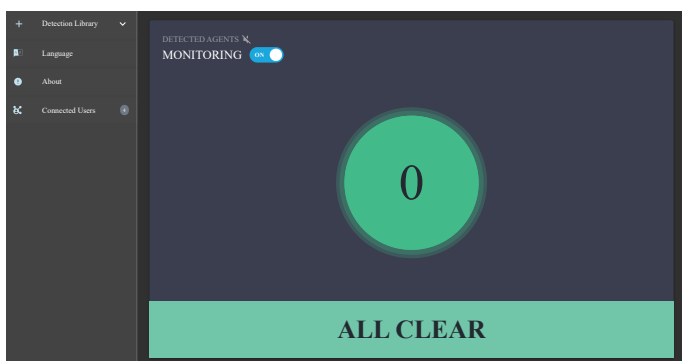 Detection Library
Language
About
Connected Users
DETECTED AGENTS
MONITORING ON
0
ALL CLEAR